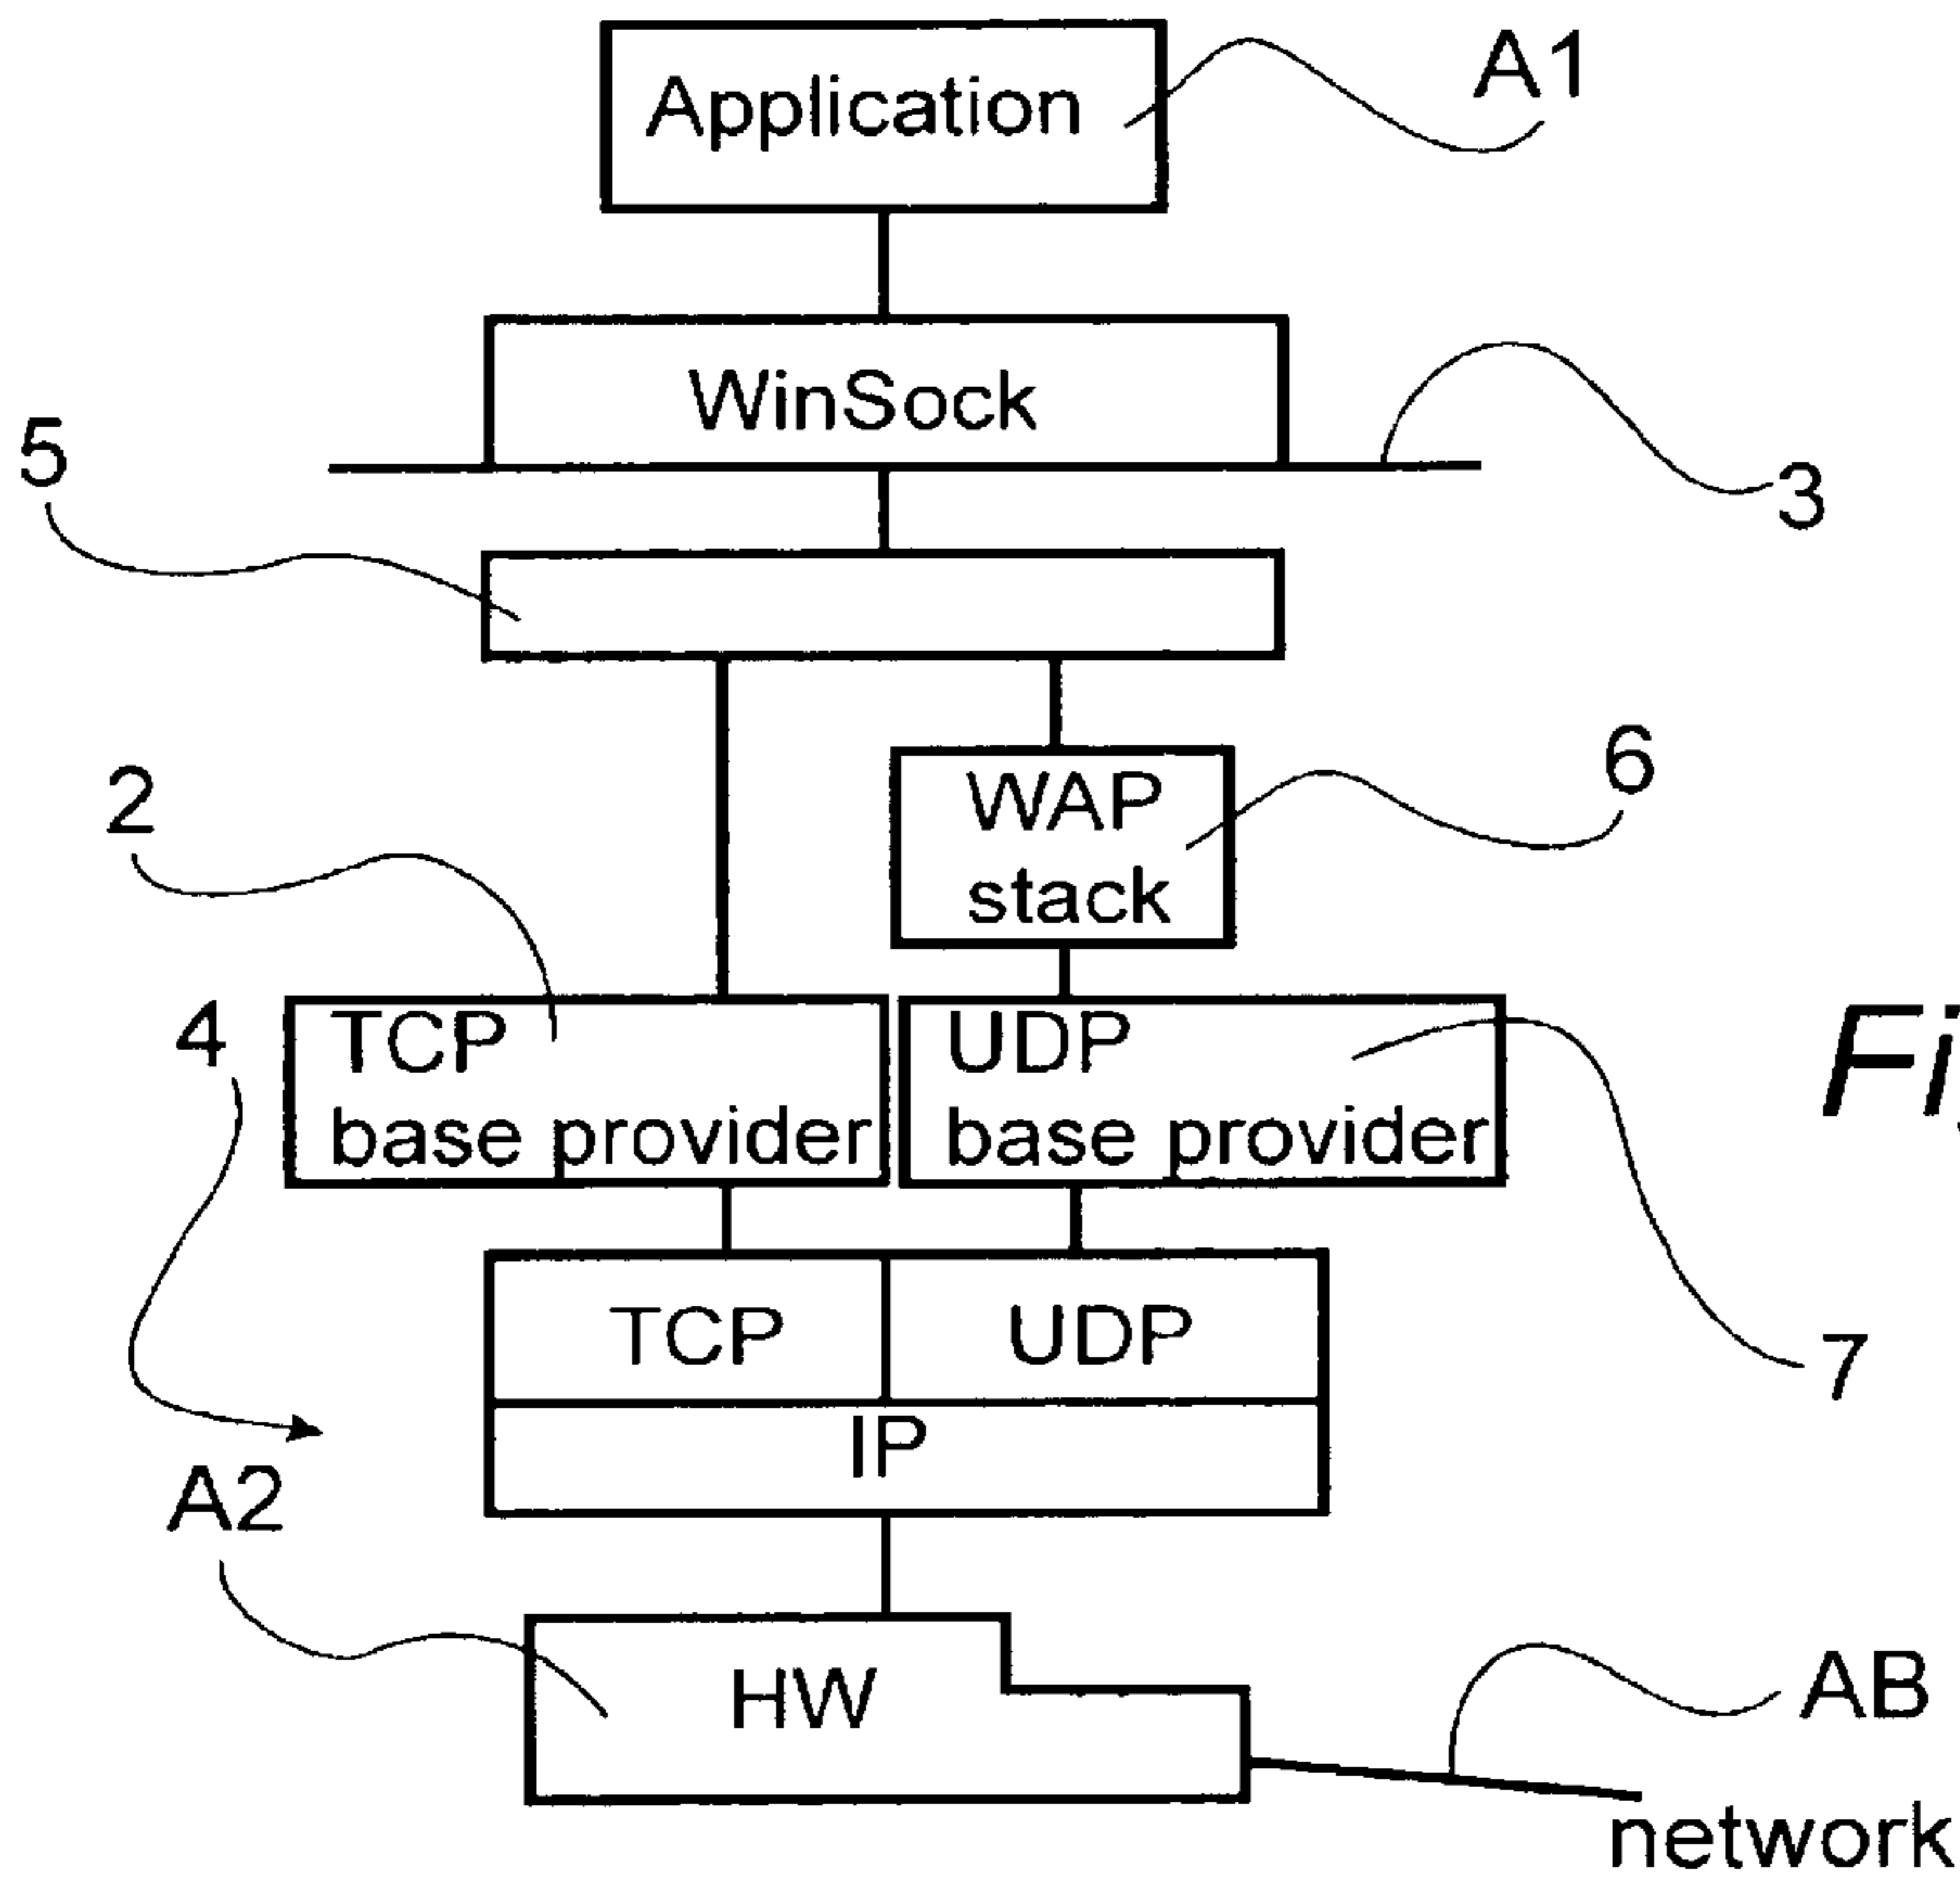 Application
A1
WinSock
5
3
2
WAP
stack
6
4
TCP
base provider
UDP
base provider
TCP
UDP
7
IP
A2
HW
AB
network